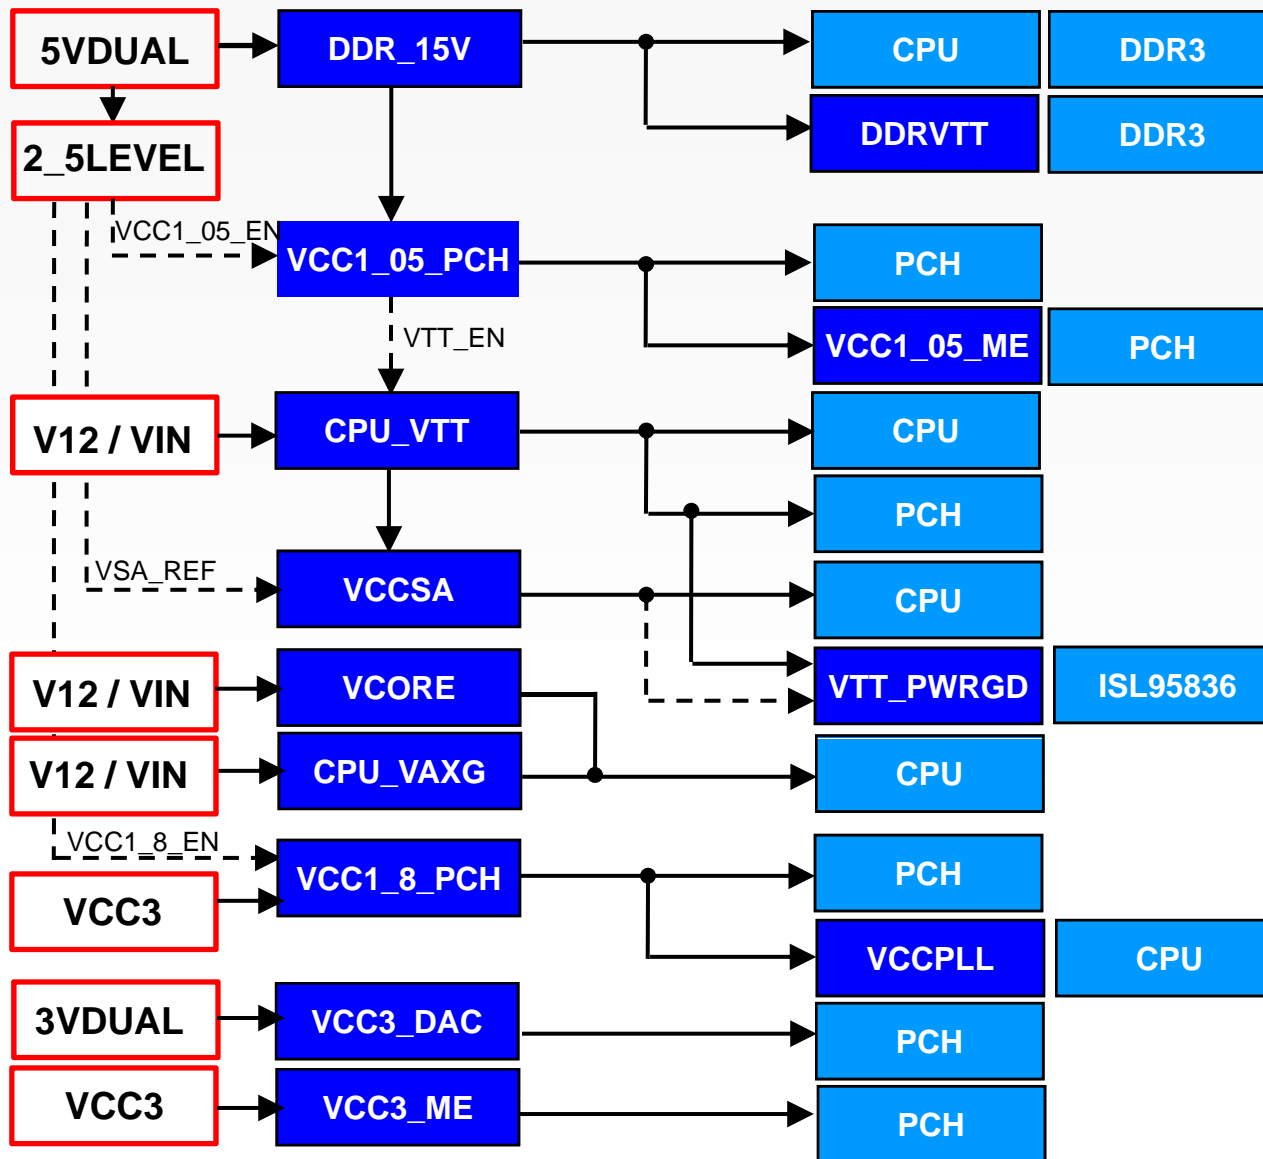 5VDUAL
DDR_15V
CPU
DDR3
2_5LEVEL
DDRVTT
DDR3
VCC1_05_EN
VCC1_05_PCH
PCH
VTT_EN
VCC1_05_ME
PCH
V12 / VIN
CPU_VTT
CPU
PCH
VSA_REF
VCCSA
CPU
V12 / VIN
VCORE
VTT_PWRGD
ISL95836
V12 / VIN
CPU_VAXG
CPU
VCC1_8_EN
VCC1_8_PCH
PCH
VCC3
VCCPLL
CPU
3VDUAL
VCC3_DAC
PCH
VCC3
VCC3_ME
PCH